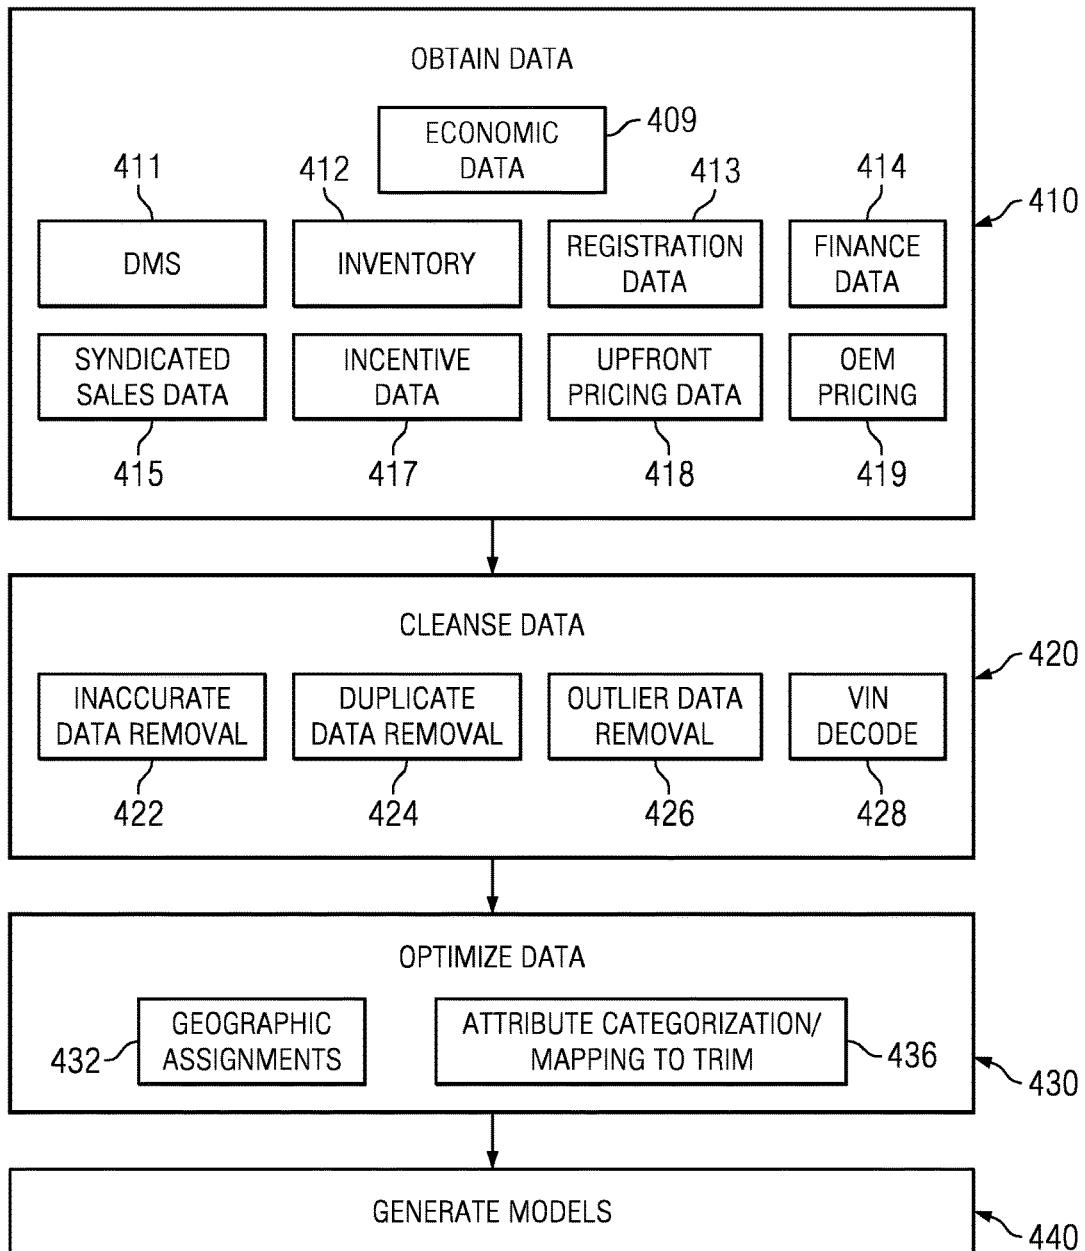 OBTAIN DATA
ECONOMIC
DATA
409
411
412
413
414
410
DMS
INVENTORY
REGISTRATION
DATA
FINANCE
DATA
SYNDICATED
SALES DATA
INCENTIVE
DATA
UPFRONT
PRICING DATA
OEM
PRICING
415
417
418
419
CLEANSE DATA
420
INACCURATE
DATA REMOVAL
DUPLICATE
DATA REMOVAL
OUTLIER DATA
REMOVAL
VIN
DECODE
422
424
426
428
OPTIMIZE DATA
432
GEOGRAPHIC
ASSIGNMENTS
ATTRIBUTE CATEGORIZATION/
MAPPING TO TRIM
436
430
GENERATE MODELS
440